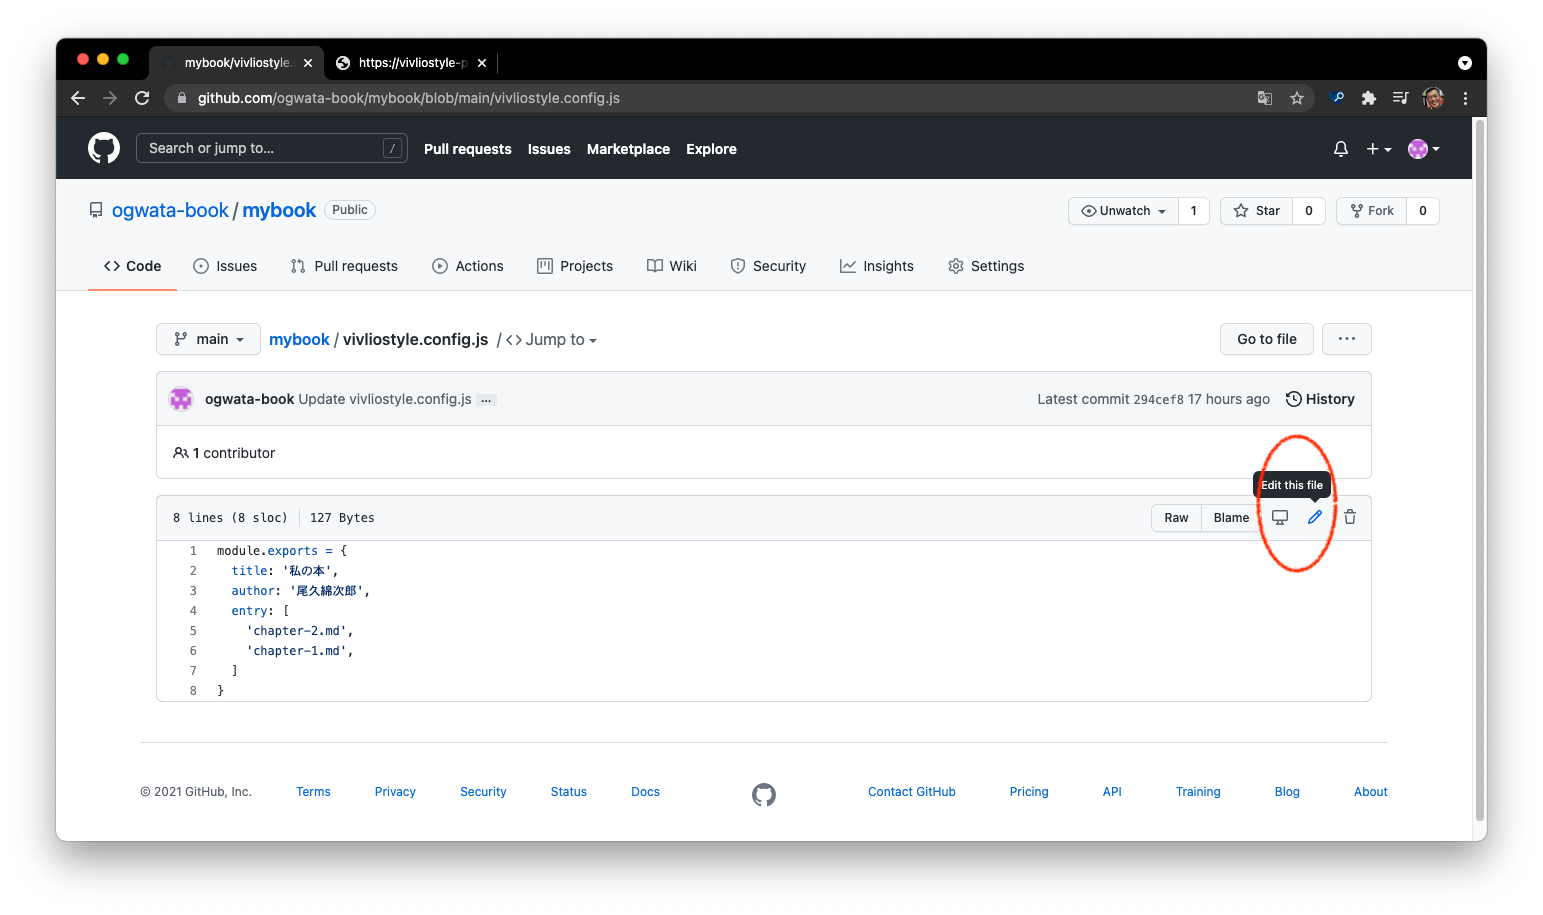 mybook/vivliostyle.
https://vivliostyle-p
github.com/ogwata-book/mybook/blob/main/vivliostyle.config.js
Search or jump to...
/
Pull requests
Issues
Marketplace
Explore
ogwata-book / mybook
Public
Unwatch
1
Star
0
Fork
0
Code
Issues
Pull requests
Actions
Projects
Wiki
Security
Insights
Settings
main
mybook / vivliostyle.config.js / <> Jump to
Go to file
...
ogwata-book Update vivliostyle.config.js ...
Latest commit 294cef8 17 hours ago
History
1 contributor
Edit this file
8 lines (8 sloc)
127 Bytes
Raw
Blame
1 module.exports = {
2 title: '私の本',
3 author: '尾久綿次郎',
4 entry: [
5 'chapter-2.md',
6 'chapter-1.md',
7 ]
8 }
© 2021 GitHub, Inc.
Terms
Privacy
Security
Status
Docs
Contact GitHub
Pricing
API
Training
Blog
About